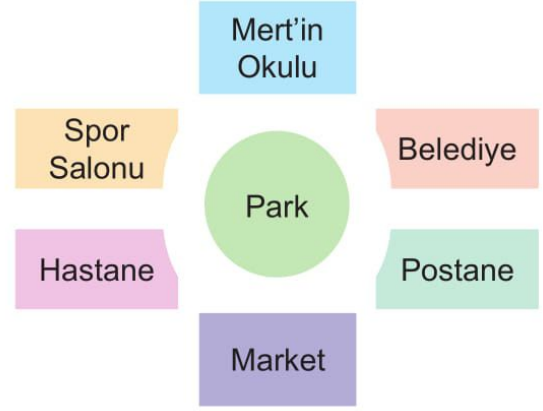 Mert’in
Okulu
Spor
Salonu
Belediye
Park
Hastane
Postane
Market